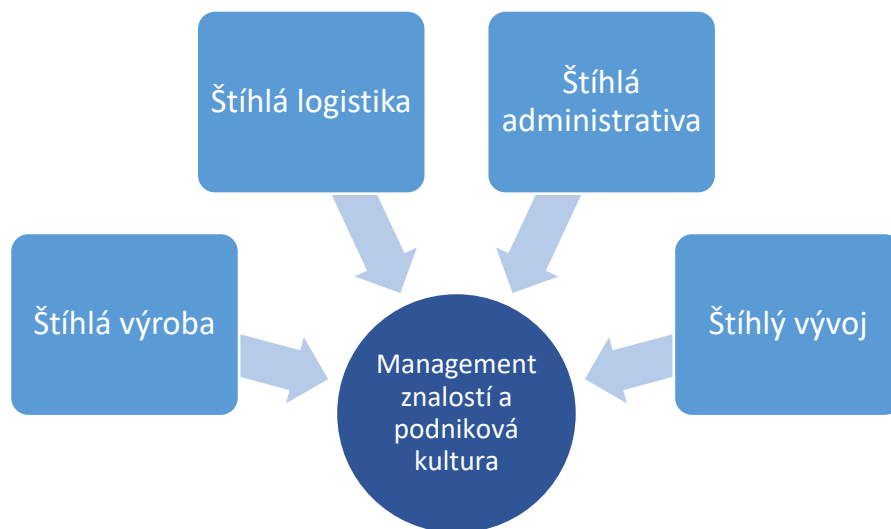 Štíhlá logistika
Štíhlá
administrativa
Štíhlá výroba
Štíhlý vývoj
Management
znalostí a
podniková
kultura